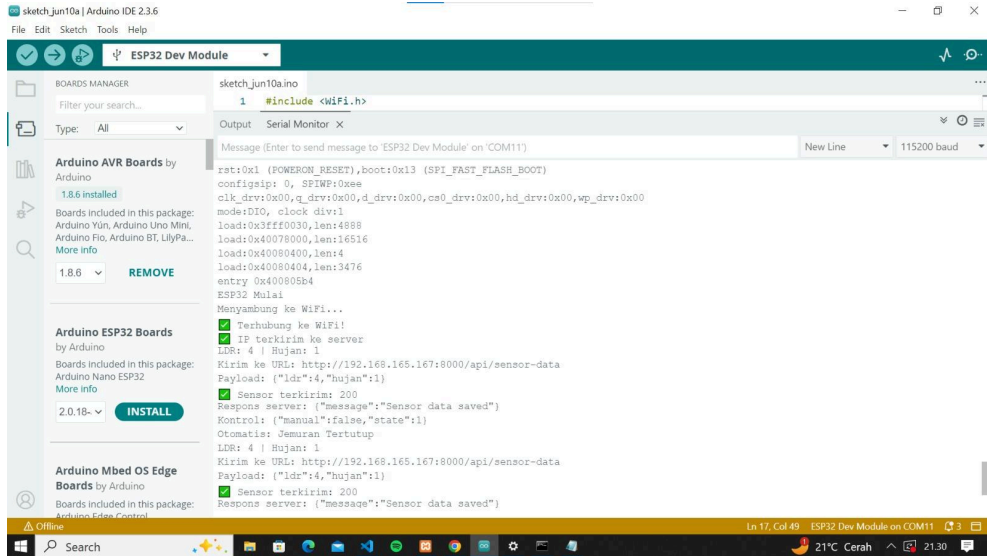 sketch_jun10a | Arduino IDE 2.3.6
File Edit Sketch Tools Help
ESP32 Dev Module
BOARDS MANAGER
Filter your search...
Type: All
Arduino AVR Boards by
Arduino
1.8.6 installed
Boards included in this package:
Arduino Yún, Arduino Uno Mini,
Arduino Fio, Arduino BT, LilyPa...
More info
1.8.6 REMOVE
Arduino ESP32 Boards
by Arduino
Boards included in this package:
Arduino Nano ESP32
More info
2.0.18- INSTALL
Arduino Mbed OS Edge
Boards by Arduino
Boards included in this package:
Arduino Edge Control
sketch_jun10a.ino
1 #include <WiFi.h>
Output Serial Monitor
Message (Enter to send message to 'ESP32 Dev Module' on 'COM11')
New Line 115200 baud
rst:0x1 (POWERON_RESET),boot:0x13 (SPI_FAST_FLASH_BOOT)
configsip: 0, SPIWP:0xee
clk_drv:0x00,q_drv:0x00,d_drv:0x00,cs0_drv:0x00,hd_drv:0x00,wp_drv:0x00
mode:DIO, clock div:1
load:0x3fff0030,len:4888
load:0x40078000,len:16516
load:0x40080400,len:4
load:0x40080404,len:3476
entry 0x400805b4
ESP32 Mulai
Menyambung ke WiFi...
✅ Terhubung ke WiFi!
✅ IP terkirim ke server
LDR: 4 | Hujan: 1
Kirim ke URL: http://192.168.165.167:8000/api/sensor-data
Payload: {"ldr":4,"hujan":1}
✅ Sensor terkirim: 200
Respons server: {"message":"Sensor data saved"}
Kontrol: {"manual":false,"state":1}
Otomatis: Jemuran Tertutup
LDR: 4 | Hujan: 1
Kirim ke URL: http://192.168.165.167:8000/api/sensor-data
Payload: {"ldr":4,"hujan":1}
✅ Sensor terkirim: 200
Respons server: {"message":"Sensor data saved"}
Offline
Ln 17, Col 49 ESP32 Dev Module on COM11 3
Search
21°C Cerah 21.30